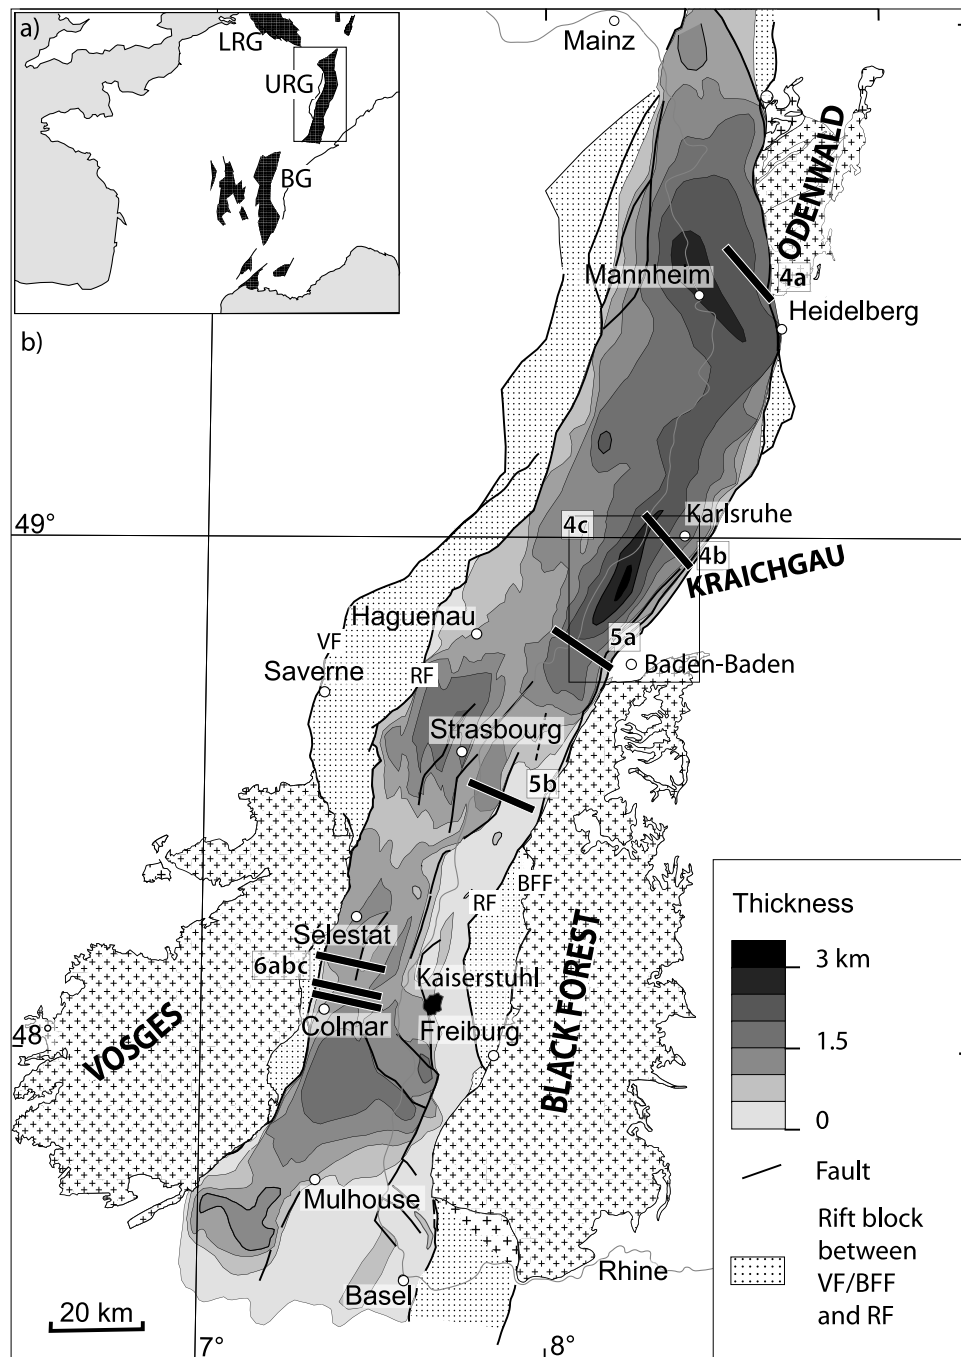 a)
LRG
URG
BG
b)
Mainz
ODENWALD
Mannheim
4a
Heidelberg
49°
4c
Karlsruhe
4b
KRAICHGAU
Haguenau
VF
5a
Saverne
RF
Baden-Baden
Strasbourg
5b
BFF
RF
Sélestat
6abc
Kaiserstuhl
Colmar
Freiburg
48°
VOSGES
BLACK FOREST
Mulhouse
Basel
Rhine
20 km
7°
8°
Thickness
3 km
1.5
0
Fault
Rift block
between
VF/BFF
and RF